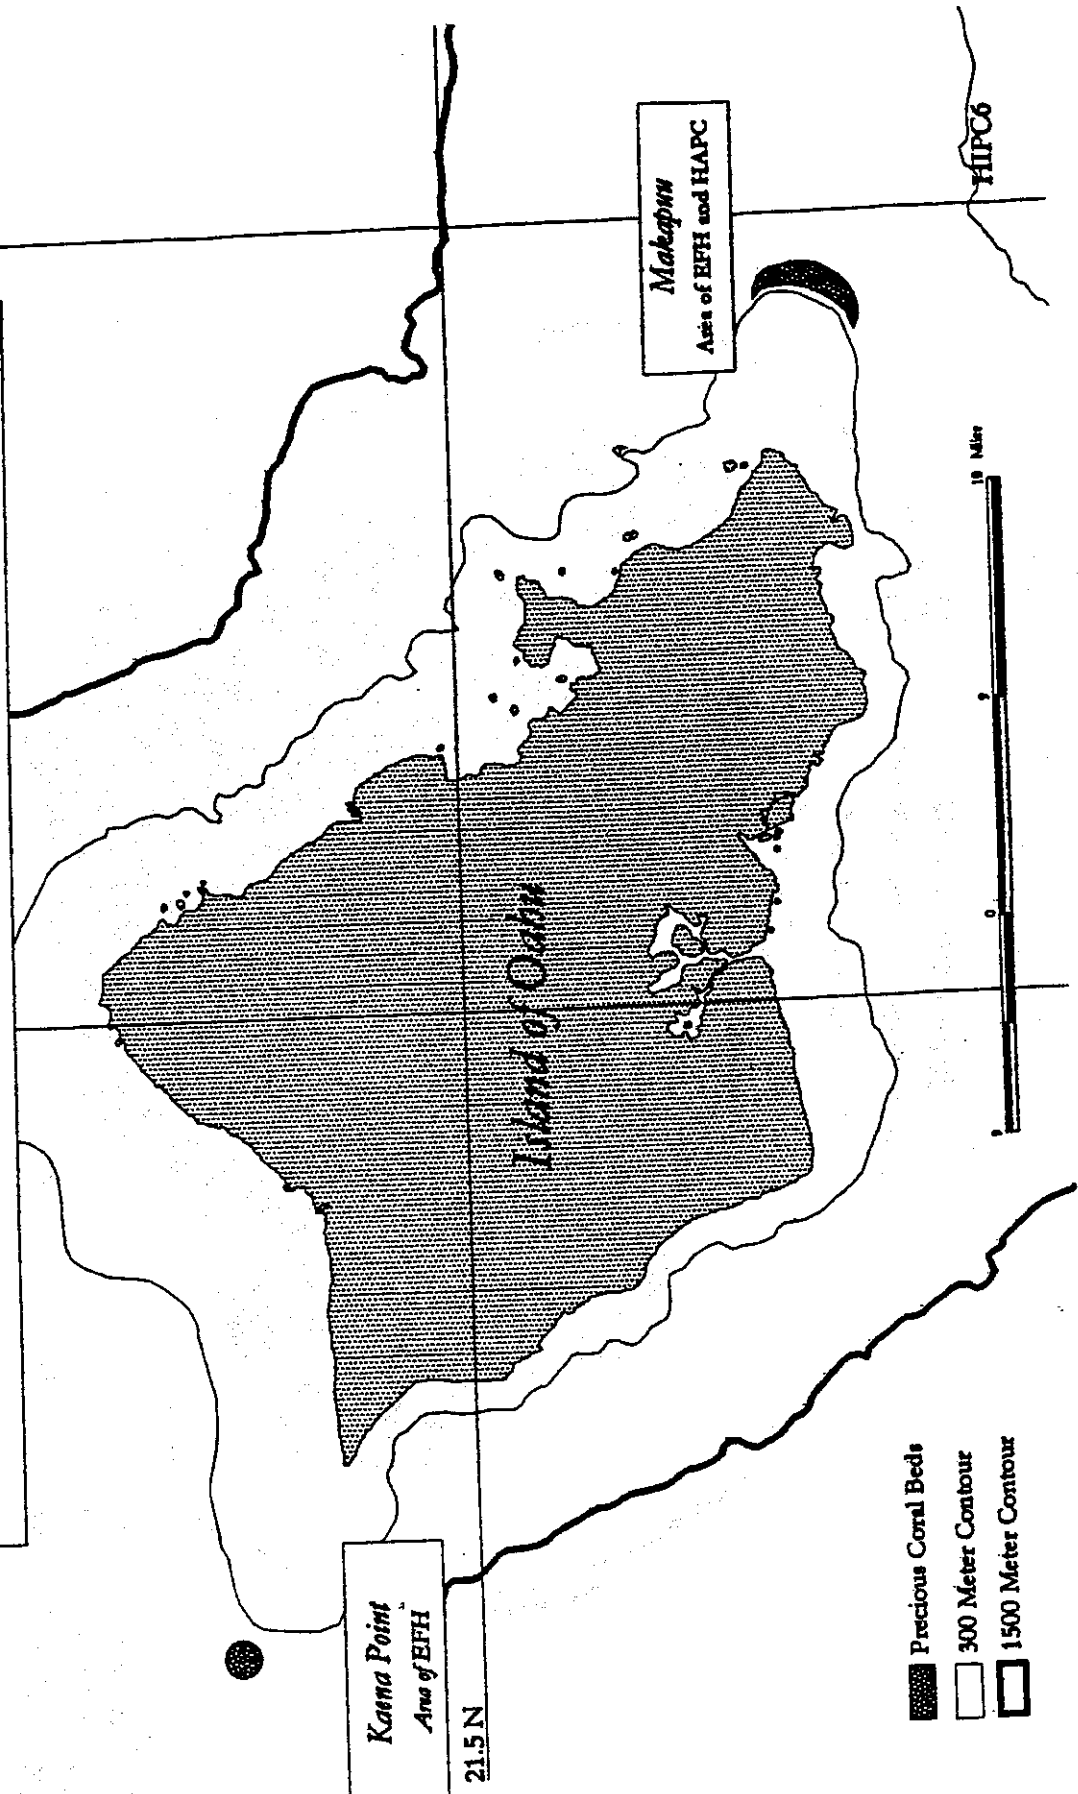 Kaena Point
Area of EFH
21.5 N
Island of Oahu
Makapuu
Area of EFH and HAPC
HIPC6
0
10 Miles
Precious Coral Beds
300 Meter Contour
1500 Meter Contour